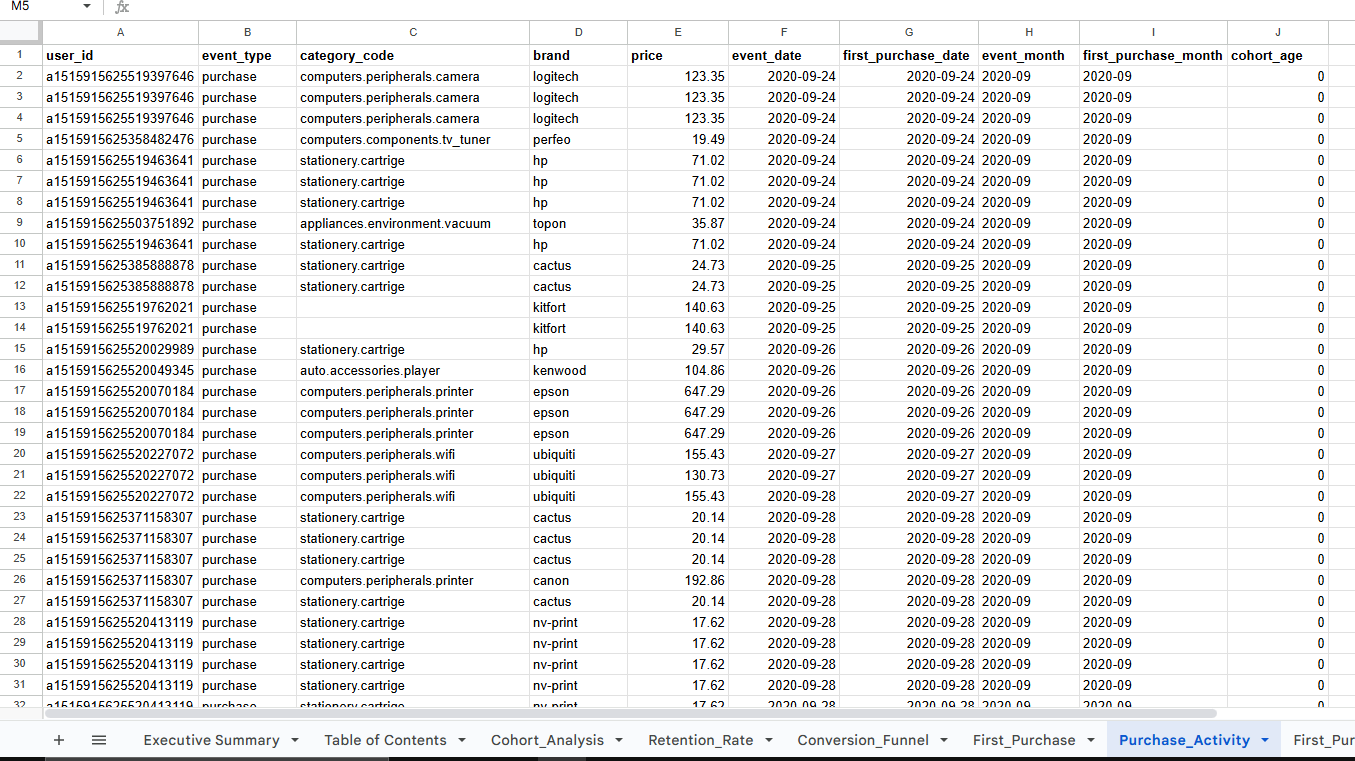 M5 fx
A B C D E F G H I J
1 user_id event_type category_code brand price event_date first_purchase_date event_month first_purchase_month cohort_age
2 a1515915625519397646 purchase computers.peripherals.camera logitech 123.35 2020-09-24 2020-09-24 2020-09 2020-09 0
3 a1515915625519397646 purchase computers.peripherals.camera logitech 123.35 2020-09-24 2020-09-24 2020-09 2020-09 0
4 a1515915625519397646 purchase computers.peripherals.camera logitech 123.35 2020-09-24 2020-09-24 2020-09 2020-09 0
5 a1515915625358482476 purchase computers.components.tv_tuner perfeo 19.49 2020-09-24 2020-09-24 2020-09 2020-09 0
6 a1515915625519463641 purchase stationery.cartrige hp 71.02 2020-09-24 2020-09-24 2020-09 2020-09 0
7 a1515915625519463641 purchase stationery.cartrige hp 71.02 2020-09-24 2020-09-24 2020-09 2020-09 0
8 a1515915625519463641 purchase stationery.cartrige hp 71.02 2020-09-24 2020-09-24 2020-09 2020-09 0
9 a1515915625503751892 purchase appliances.environment.vacuum topon 35.87 2020-09-24 2020-09-24 2020-09 2020-09 0
10 a1515915625519463641 purchase stationery.cartrige hp 71.02 2020-09-24 2020-09-24 2020-09 2020-09 0
11 a1515915625385888878 purchase stationery.cartrige cactus 24.73 2020-09-25 2020-09-25 2020-09 2020-09 0
12 a1515915625385888878 purchase stationery.cartrige cactus 24.73 2020-09-25 2020-09-25 2020-09 2020-09 0
13 a1515915625519762021 purchase kitfort 140.63 2020-09-25 2020-09-25 2020-09 2020-09 0
14 a1515915625519762021 purchase kitfort 140.63 2020-09-25 2020-09-25 2020-09 2020-09 0
15 a1515915625520029989 purchase stationery.cartrige hp 29.57 2020-09-26 2020-09-26 2020-09 2020-09 0
16 a1515915625520049345 purchase auto.accessories.player kenwood 104.86 2020-09-26 2020-09-26 2020-09 2020-09 0
17 a1515915625520070184 purchase computers.peripherals.printer epson 647.29 2020-09-26 2020-09-26 2020-09 2020-09 0
18 a1515915625520070184 purchase computers.peripherals.printer epson 647.29 2020-09-26 2020-09-26 2020-09 2020-09 0
19 a1515915625520070184 purchase computers.peripherals.printer epson 647.29 2020-09-26 2020-09-26 2020-09 2020-09 0
20 a1515915625520227072 purchase computers.peripherals.wifi ubiquiti 155.43 2020-09-27 2020-09-27 2020-09 2020-09 0
21 a1515915625520227072 purchase computers.peripherals.wifi ubiquiti 130.73 2020-09-27 2020-09-27 2020-09 2020-09 0
22 a1515915625520227072 purchase computers.peripherals.wifi ubiquiti 155.43 2020-09-28 2020-09-27 2020-09 2020-09 0
23 a1515915625371158307 purchase stationery.cartrige cactus 20.14 2020-09-28 2020-09-28 2020-09 2020-09 0
24 a1515915625371158307 purchase stationery.cartrige cactus 20.14 2020-09-28 2020-09-28 2020-09 2020-09 0
25 a1515915625371158307 purchase stationery.cartrige cactus 20.14 2020-09-28 2020-09-28 2020-09 2020-09 0
26 a1515915625371158307 purchase computers.peripherals.printer canon 192.86 2020-09-28 2020-09-28 2020-09 2020-09 0
27 a1515915625371158307 purchase stationery.cartrige cactus 20.14 2020-09-28 2020-09-28 2020-09 2020-09 0
28 a1515915625520413119 purchase stationery.cartrige nv-print 17.62 2020-09-28 2020-09-28 2020-09 2020-09 0
29 a1515915625520413119 purchase stationery.cartrige nv-print 17.62 2020-09-28 2020-09-28 2020-09 2020-09 0
30 a1515915625520413119 purchase stationery.cartrige nv-print 17.62 2020-09-28 2020-09-28 2020-09 2020-09 0
31 a1515915625520413119 purchase stationery.cartrige nv-print 17.62 2020-09-28 2020-09-28 2020-09 2020-09 0
32 a1515915625520413119 purchase stationery.cartrige nv-print 17.62 2020-09-28 2020-09-28 2020-09 2020-09 0
Executive Summary Table of Contents Cohort_Analysis Retention_Rate Conversion_Funnel First_Purchase Purchase_Activity First_Pur